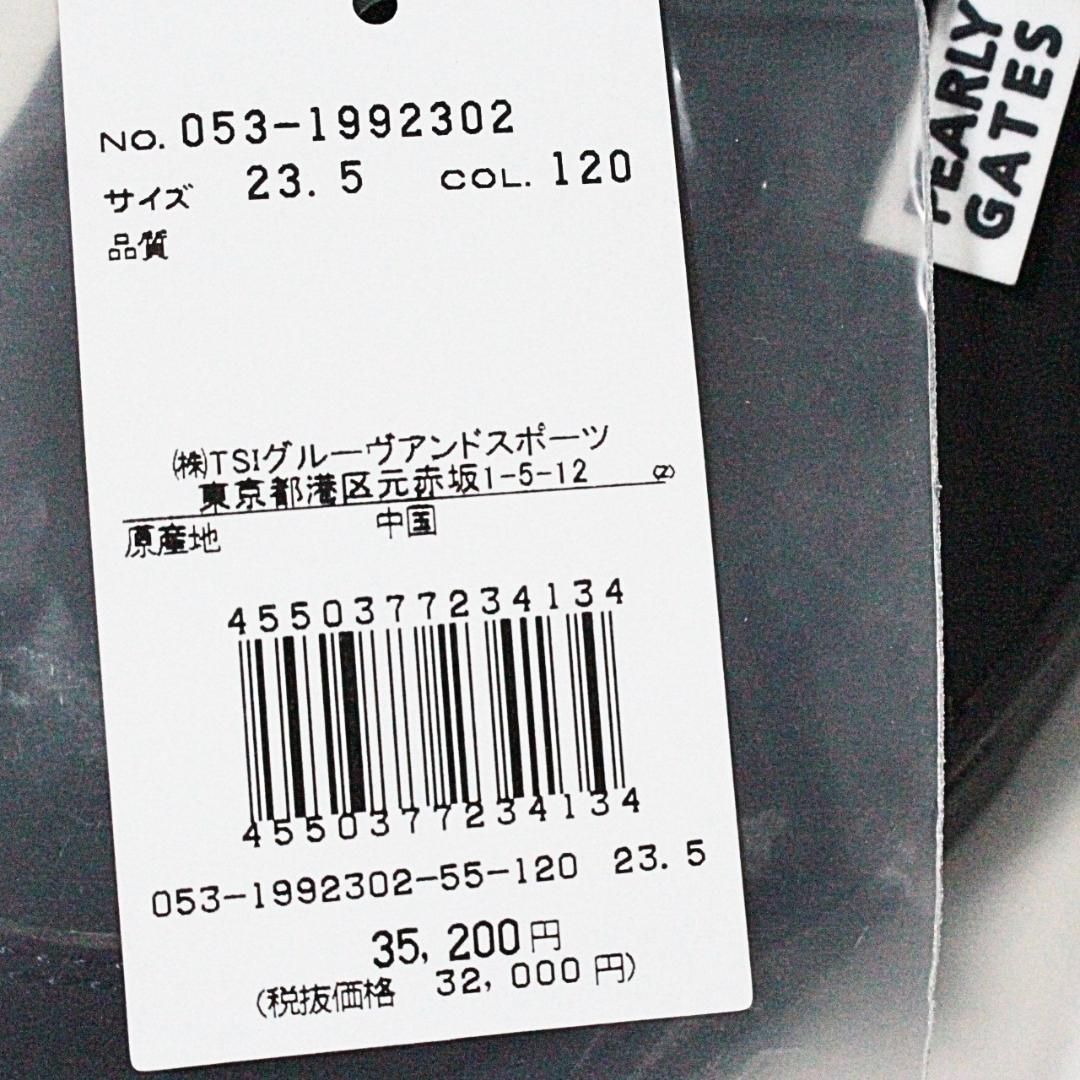 NO. 053-1992302
サイズ 23. 5 COL. 120
品質
㈱TSIグルーヴアンドスポーツ
東京都港区元赤坂1-5-12 (Z)
原産地 中国
4550377234134
4550377234134
053-1992302-55-120 23. 5
35, 200円
(税抜価格 32, 000円)
PEARLY
GATES